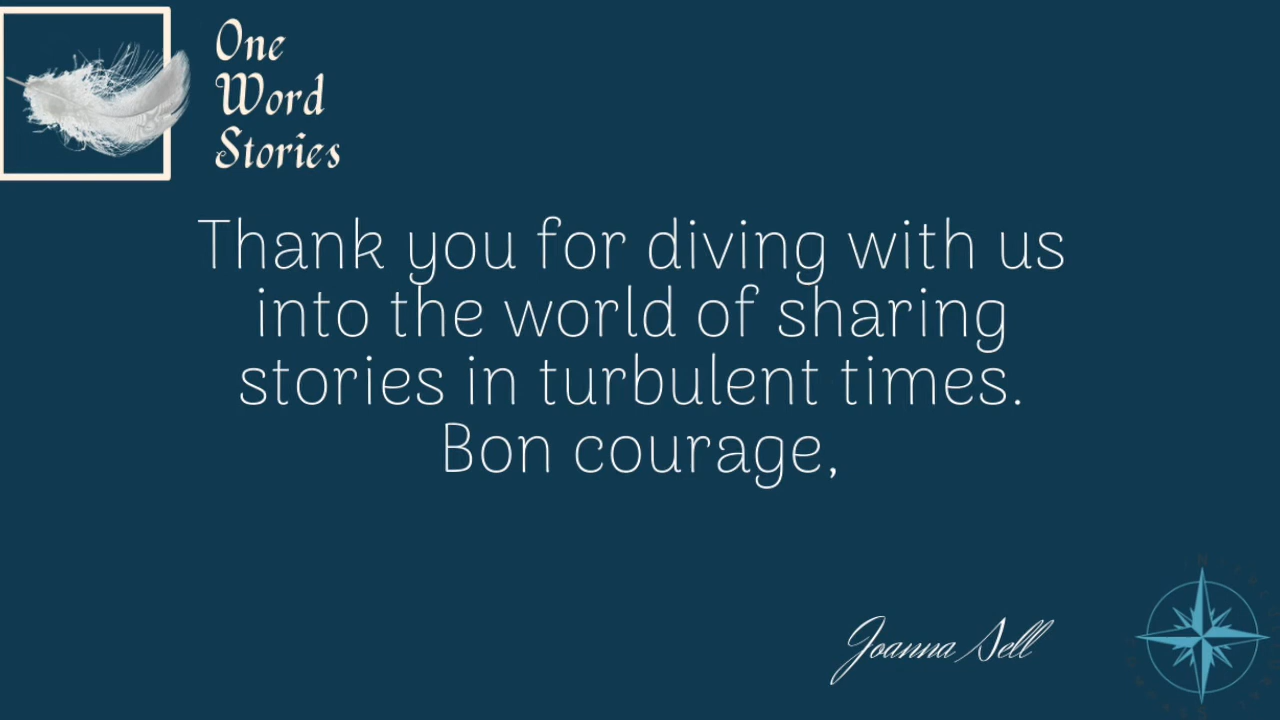 One
Word
Stories
Thank you for diving with us
into the world of sharing
stories in turbulent times.
Bon courage,
Joanna Sell